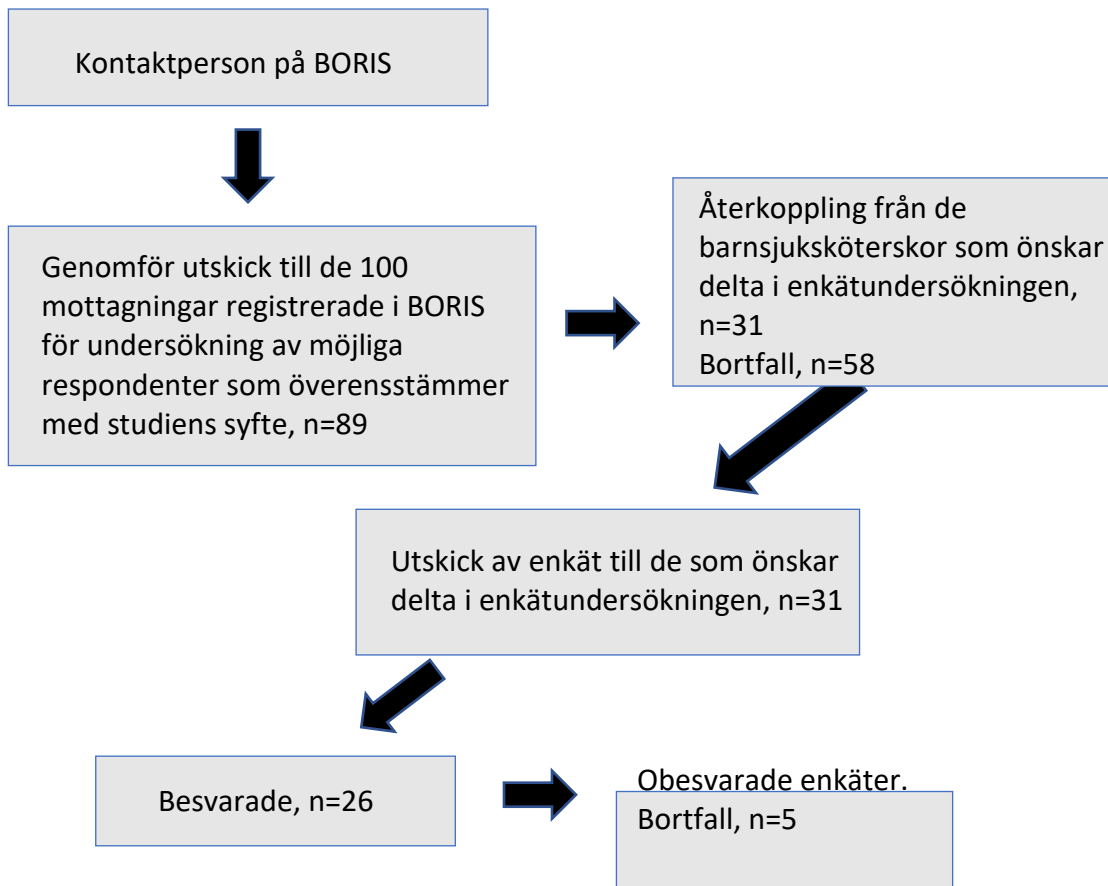 Kontaktperson på BORIS
Genomför utskick till de 100
mottagningar registrerade i BORIS
för undersökning av möjliga
respondenter som överensstämmer
med studiens syfte, n=89
Återkoppling från de
barnsjuksköterskor som önskar
delta i enkätundersökningen,
n=31
Bortfall, n=58
Utskick av enkät till de som önskar
delta i enkätundersökningen, n=31
Besvarade, n=26
Obesvarade enkäter.
Bortfall, n=5